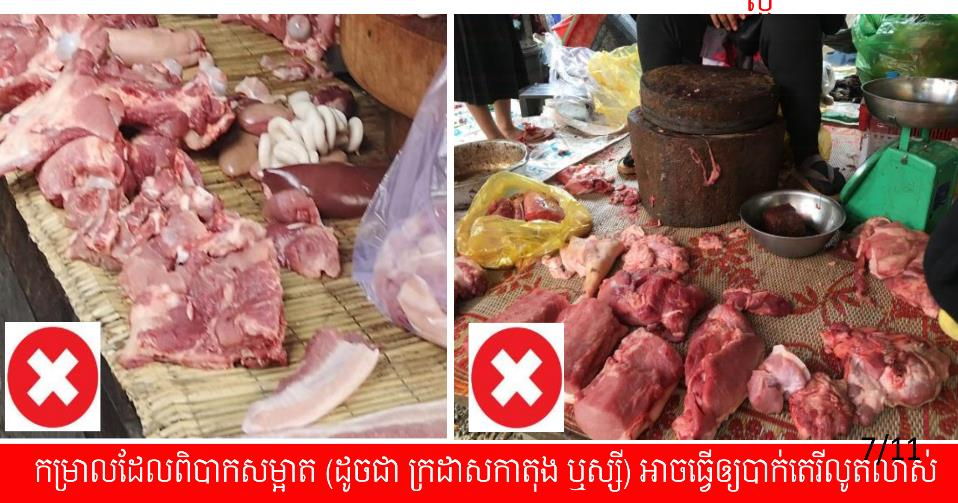 កម្រាលដែលពិបាកសម្អាត (ដូចជា ក្រដាសកាតុង ឬស្សី) អាចធ្វើឲ្យបាក់តេរីលូតលាស់
7/11